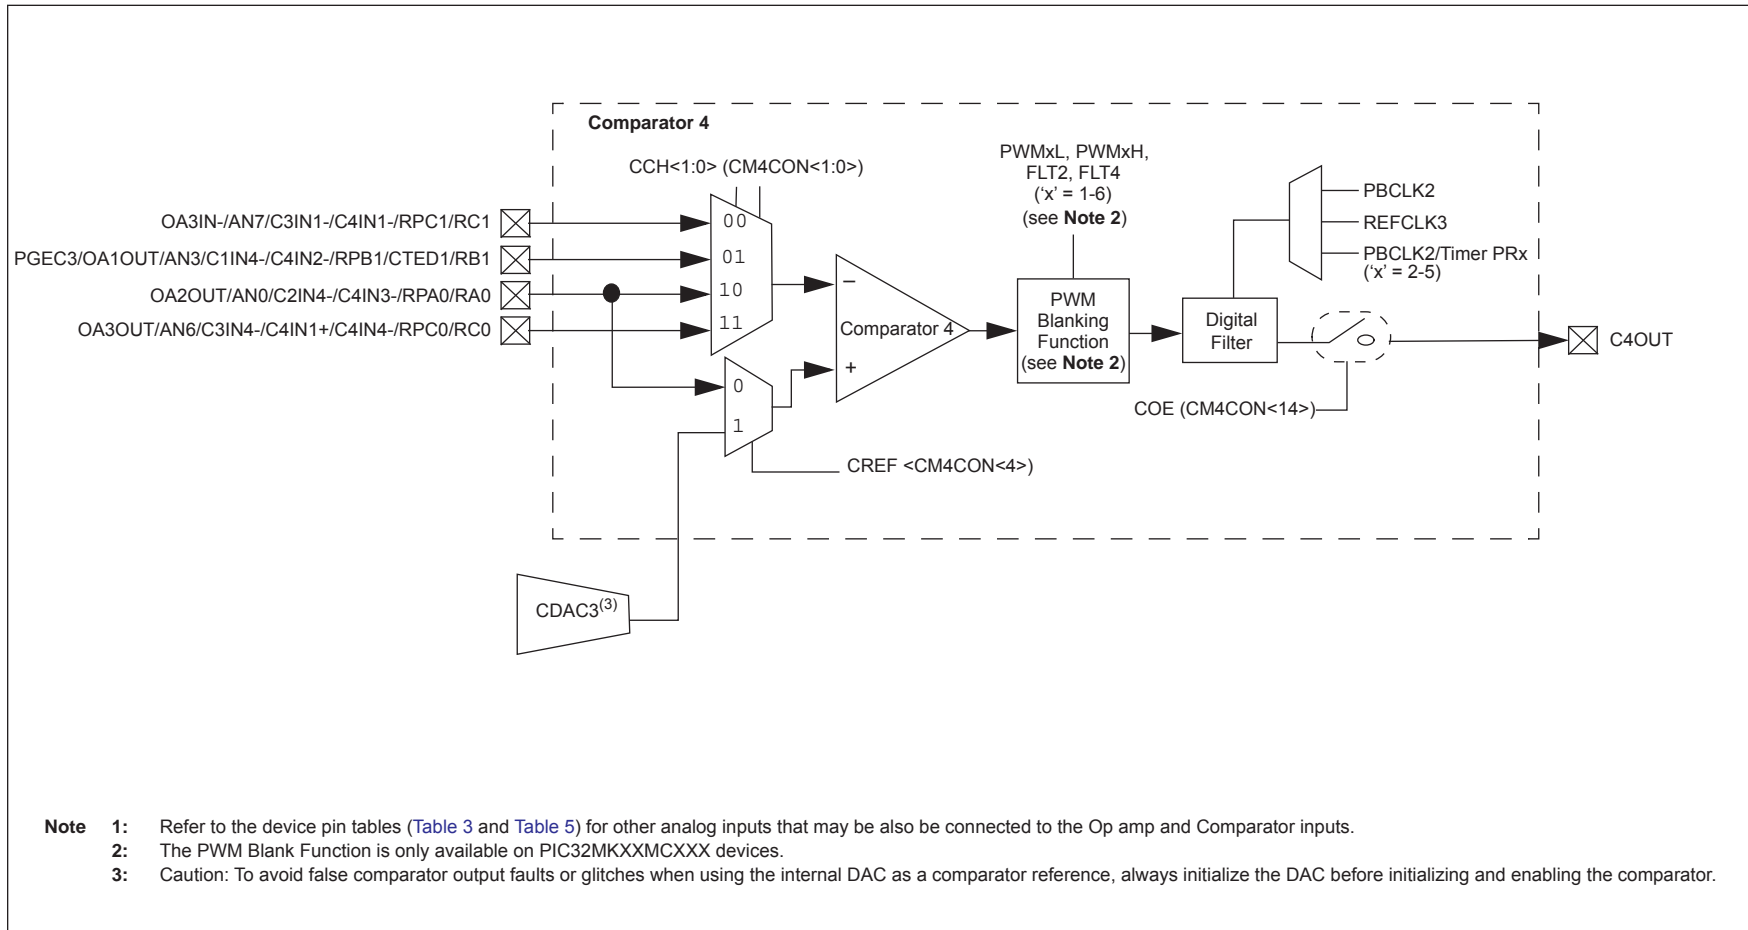 Comparator 4
CCH<1:0> (CM4CON<1:0>)
PWMxL, PWMxH,
FLT2, FLT4
(‘x’ = 1-6)
(see Note 2)
PBCLK2
REFCLK3
PBCLK2/Timer PRx
(‘x’ = 2-5)
OA3IN-/AN7/C3IN1-/C4IN1-/RPC1/RC1
PGEC3/OA1OUT/AN3/C1IN4-/C4IN2-/RPB1/CTED1/RB1
OA2OUT/AN0/C2IN4-/C4IN3-/RPA0/RA0
OA3OUT/AN6/C3IN4-/C4IN1+/C4IN4-/RPC0/RC0
00
01
10
11
–
Comparator 4
+
PWM
Blanking
Function
(see Note 2)
Digital
Filter
C4OUT
0
1
COE (CM4CON<14>)
CREF <CM4CON<4>)
CDAC3(3)
Note 1: Refer to the device pin tables (Table 3 and Table 5) for other analog inputs that may be also be connected to the Op amp and Comparator inputs.
2: The PWM Blank Function is only available on PIC32MKXXMCXXX devices.
3: Caution: To avoid false comparator output faults or glitches when using the internal DAC as a comparator reference, always initialize the DAC before initializing and enabling the comparator.